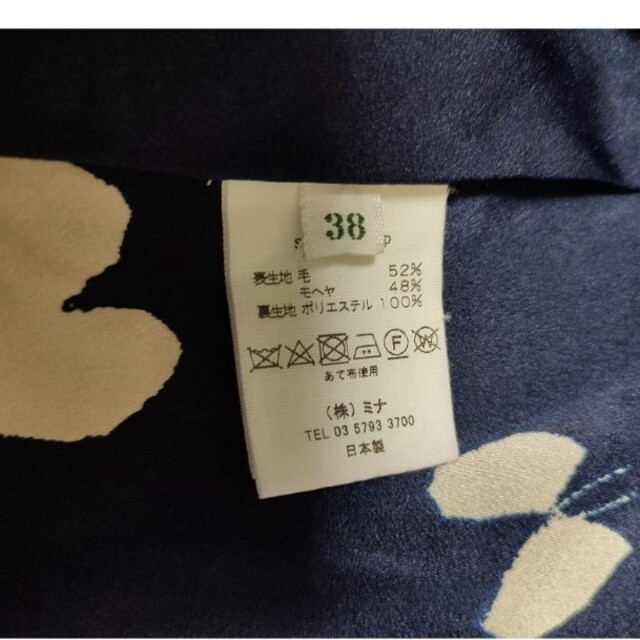 38
表生地 毛 52%
モヘヤ 48%
裏生地 ポリエステル 100%
あて布使用
(株) ミナ
TEL 03 5793 3700
日本製